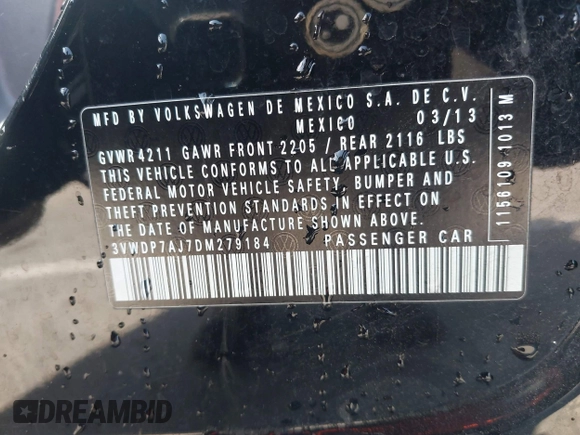 MFD BY VOLKSWAGEN DE MEXICO S.A. DE C.V.
MEXICO 03/13
GVWR 4211 GAWR FRONT 2205 / REAR 2116 LBS
THIS VEHICLE CONFORMS TO ALL APPLICABLE U.S.
FEDERAL MOTOR VEHICLE SAFETY, BUMPER AND
THEFT PREVENTION STANDARDS IN EFFECT ON
THE DATE OF MANUFACTURE SHOWN ABOVE.
3VWDP7AJ7DM279184 PASSENGER CAR
1156109 1013 M
DREAMBID